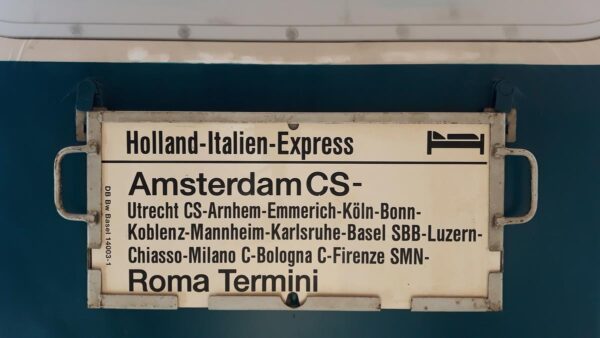 Holland-Italien-Express
Amsterdam CS-
Utrecht CS-Arnhem-Emmerich-Köln-Bonn-
Koblenz-Mannheim-Karlsruhe-Basel SBB-Luzern-
Chiasso-Milano C-Bologna C-Firenze SMN-
Roma Termini
DB Bw Basel 14003-1